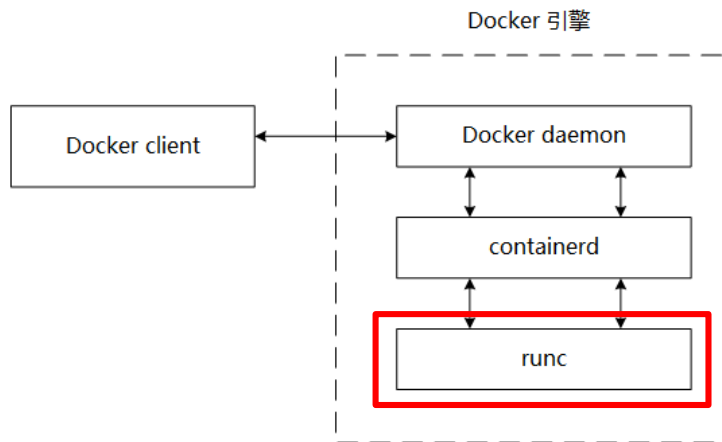 Docker 引擎
Docker client
Docker daemon
containerd
runc